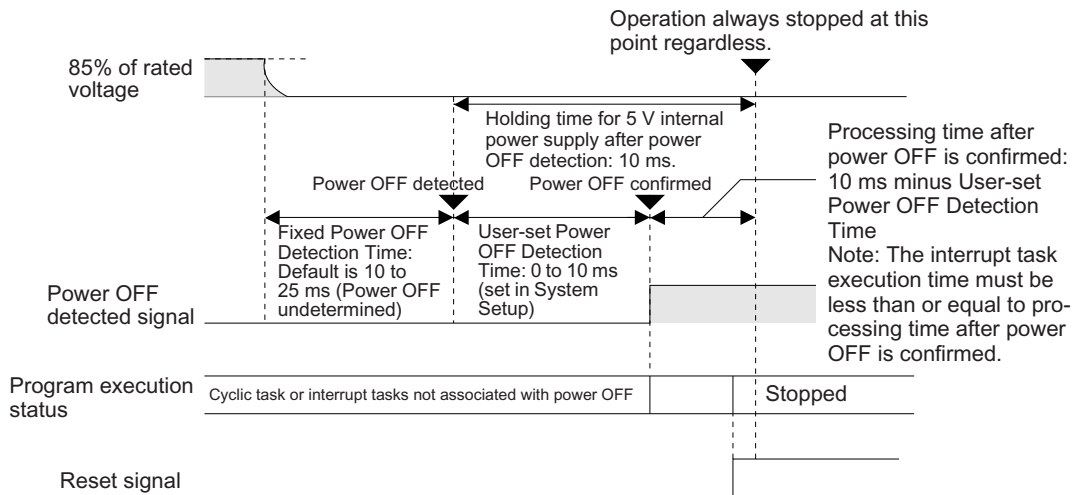 Operation always stopped at this
point regardless.
85% of rated
voltage
Holding time for 5 V internal
power supply after power
OFF detection: 10 ms.
Processing time after
power OFF is confirmed:
10 ms minus User-set
Power OFF Detection
Time
Note: The interrupt task
execution time must be
less than or equal to pro-
cessing time after power
OFF is confirmed.
Power OFF detected
Power OFF confirmed
Fixed Power OFF
Detection Time:
Default is 10 to
25 ms (Power OFF
undetermined)
User-set Power
OFF Detection
Time: 0 to 10 ms
(set in System
Setup)
Power OFF
detected signal
Program execution
status
Cyclic task or interrupt tasks not associated with power OFF
Stopped
Reset signal